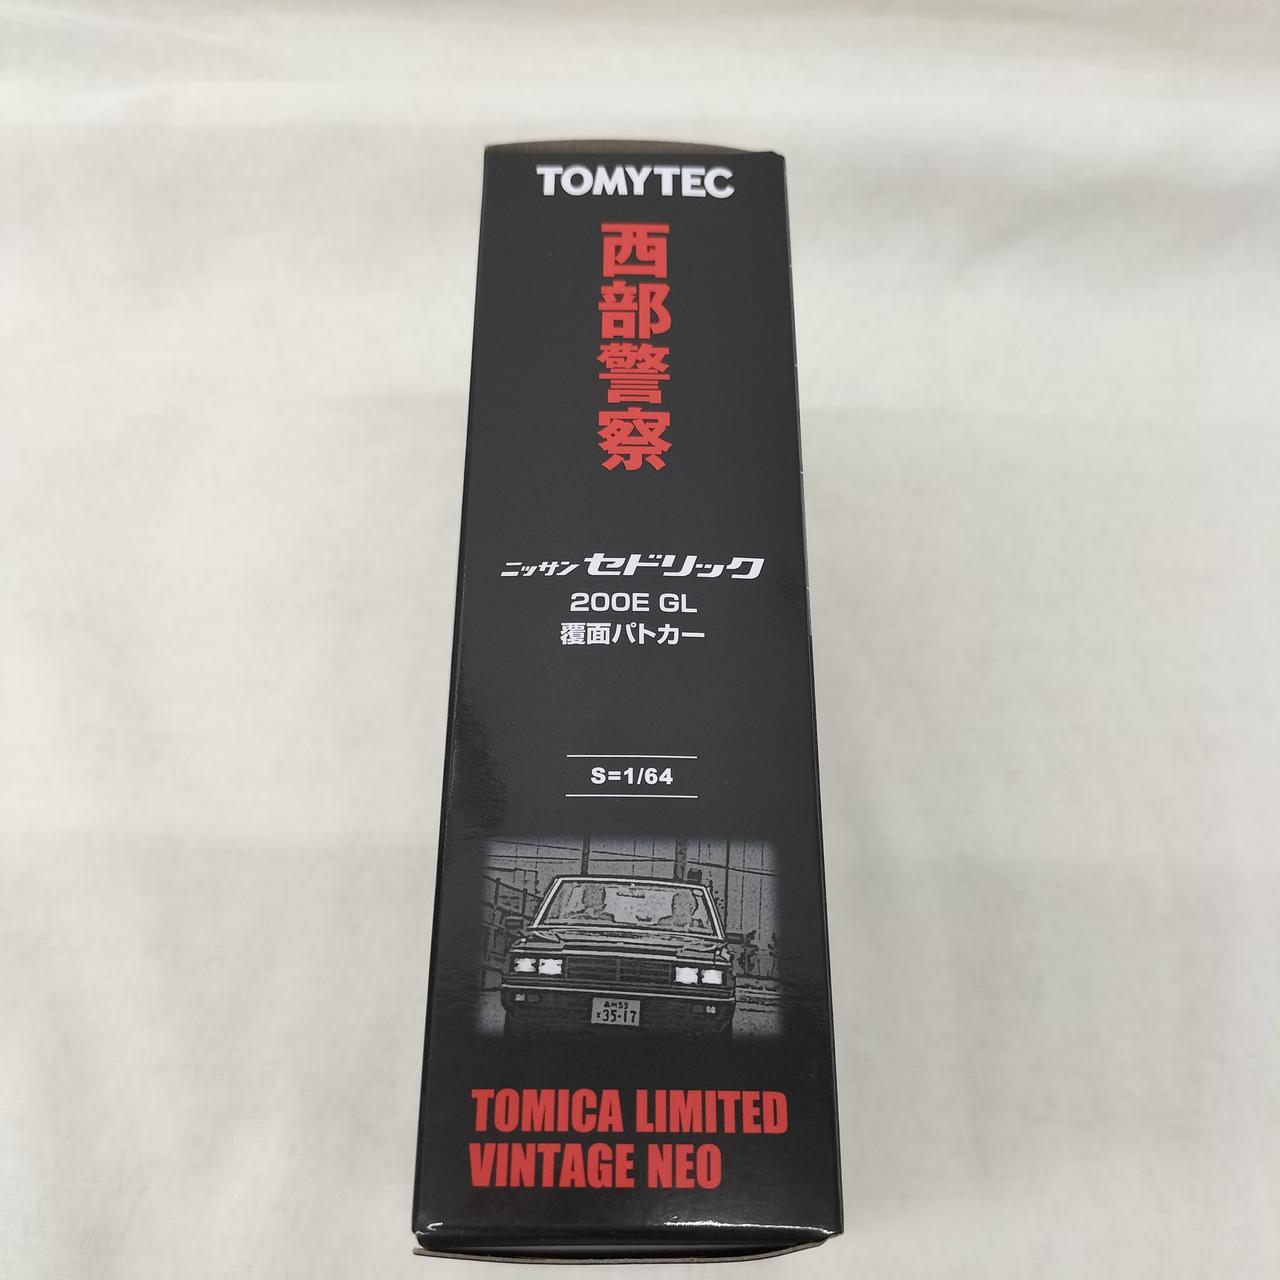 TOMYTEC
西部警察
ニッサン セドリック
200E GL
覆面パトカー
S=1/64
35-17
TOMICA LIMITED
VINTAGE NEO